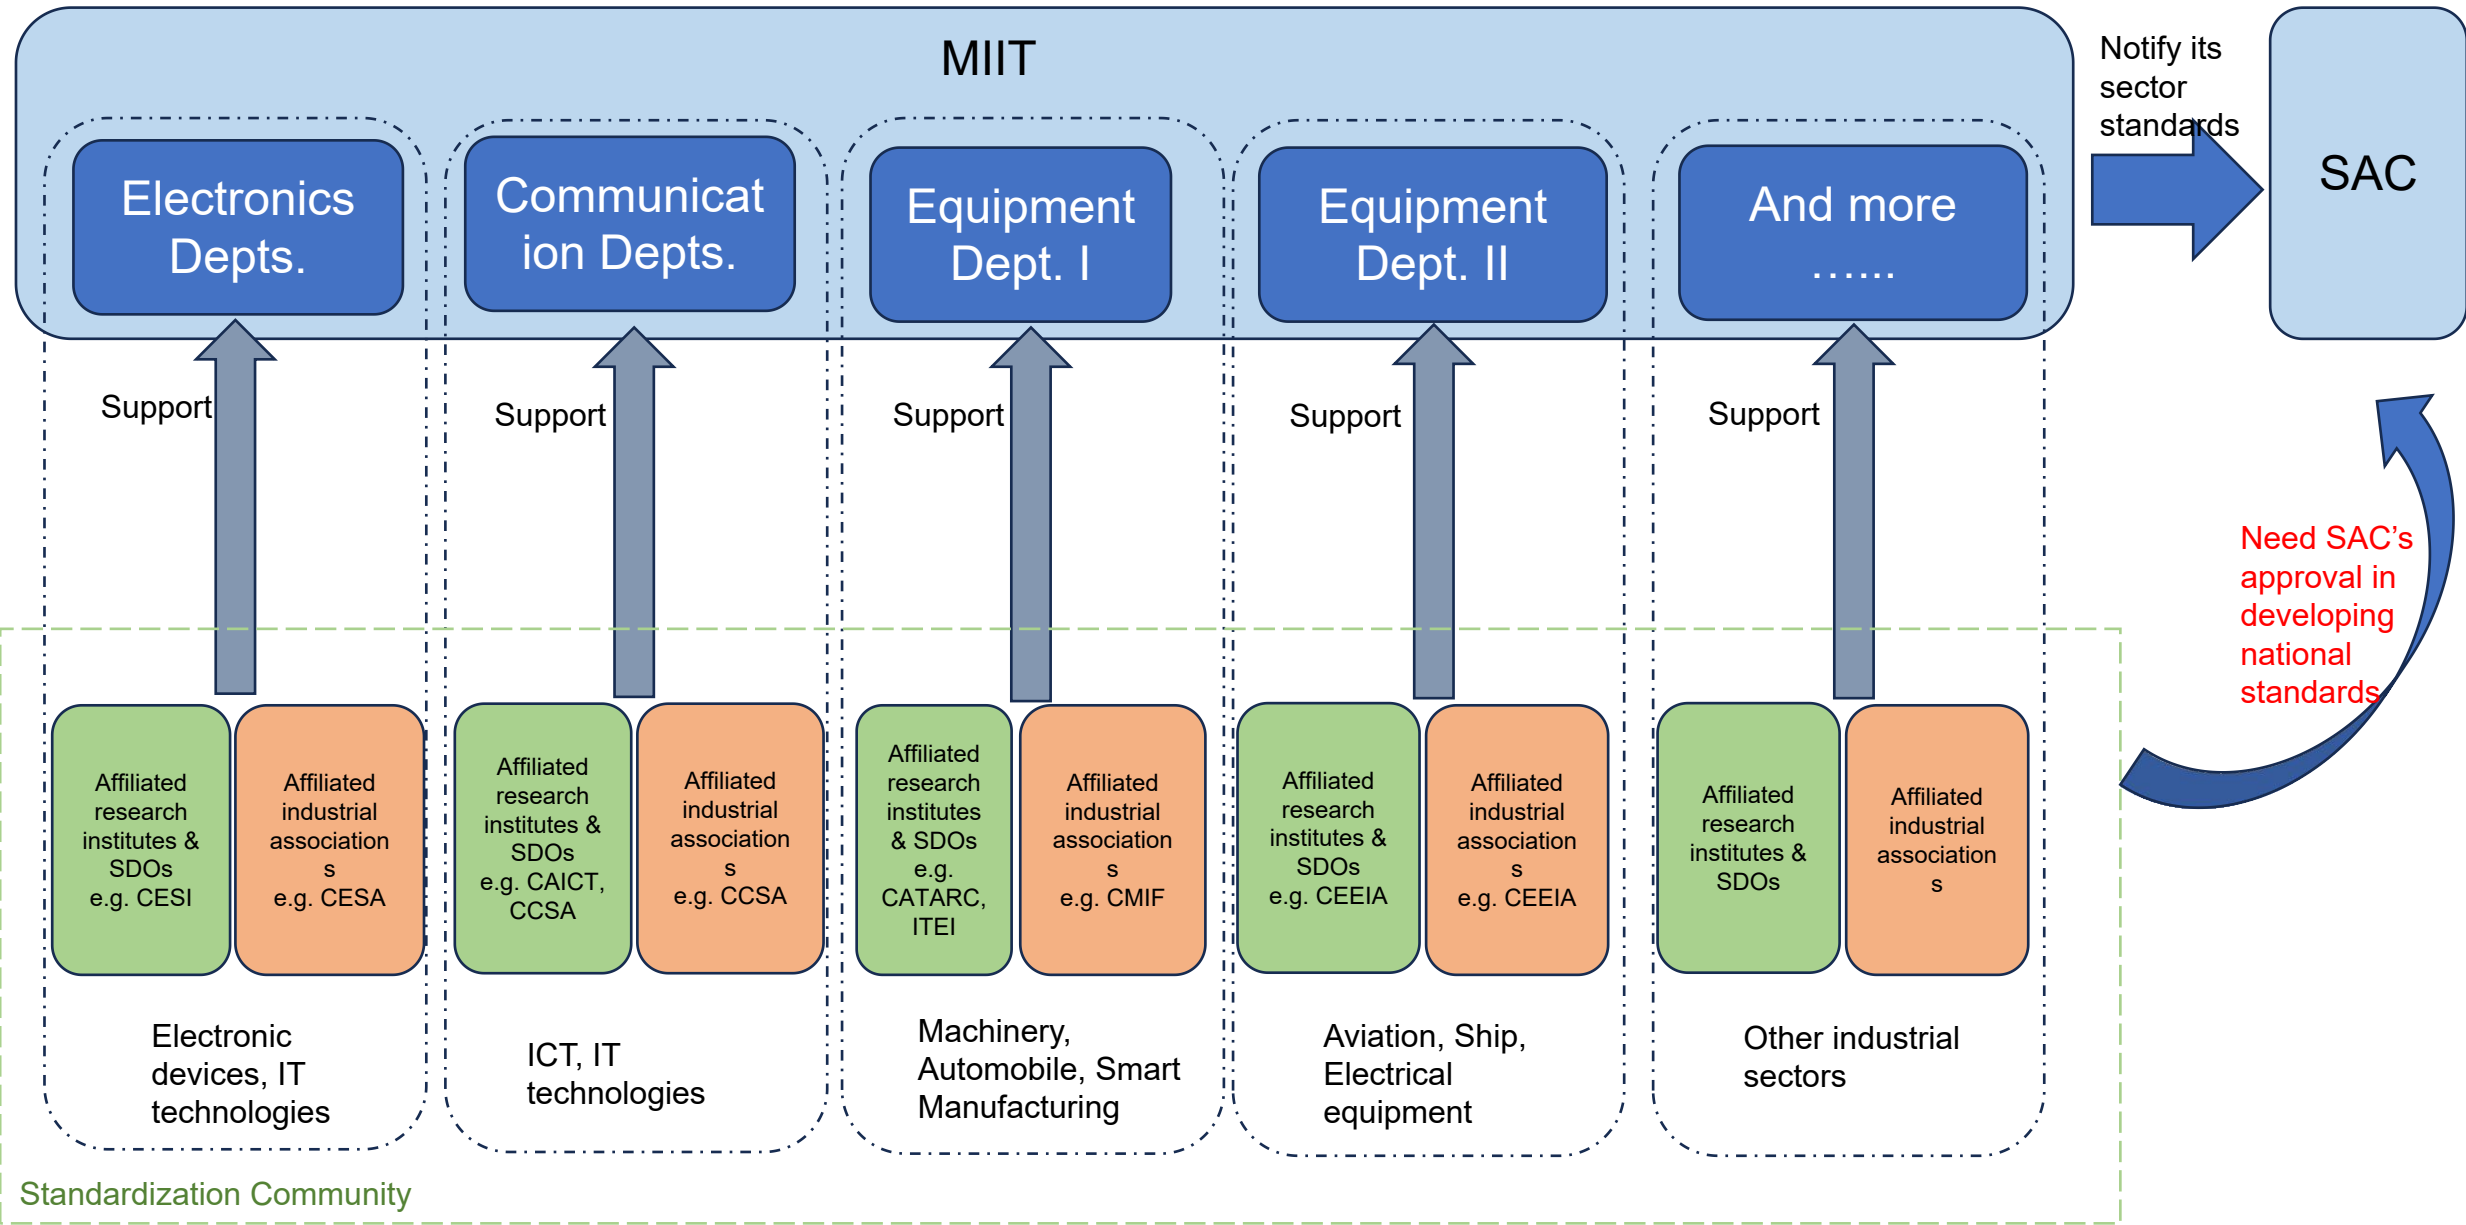 MIIT
Notify its
sector
standards
SAC
Electronics
Depts.
Communicat
ion Depts.
Equipment
Dept. I
Equipment
Dept. II
And more
…...
Support
Support
Support
Support
Support
Need SAC’s
approval in
developing
national
standards
Affiliated
research
institutes &
SDOs
e.g. CESI
Affiliated
industrial
association
s
e.g. CESA
Affiliated
research
institutes &
SDOs
e.g. CAICT,
CCSA
Affiliated
industrial
association
s
e.g. CCSA
Affiliated
research
institutes
& SDOs
e.g.
CATARC,
ITEI
Affiliated
industrial
association
s
e.g. CMIF
Affiliated
research
institutes &
SDOs
e.g. CEEIA
Affiliated
industrial
association
s
e.g. CEEIA
Affiliated
research
institutes &
SDOs
Affiliated
industrial
association
s
Electronic
devices, IT
technologies
ICT, IT
technologies
Machinery,
Automobile, Smart
Manufacturing
Aviation, Ship,
Electrical
equipment
Other industrial
sectors
Standardization Community